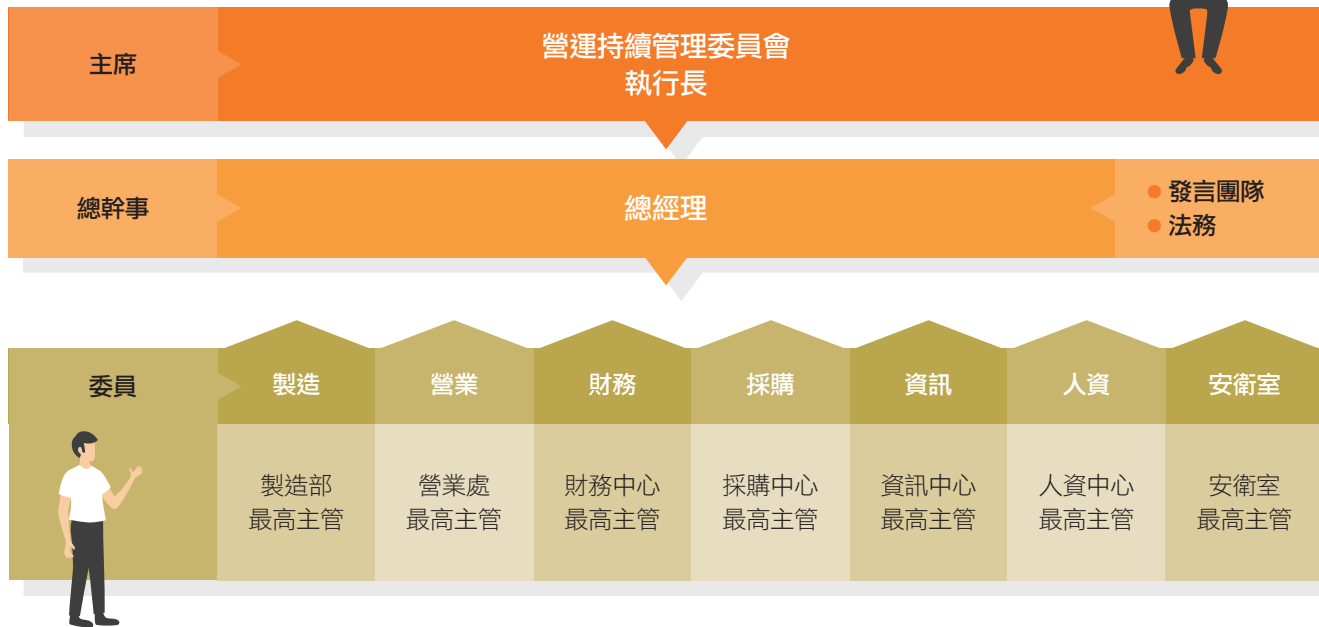 主席
營運持續管理委員會
執行長
總幹事
總經理
發言團隊
法務
委員
製造
營業
財務
採購
資訊
人資
安衛室
製造部
最高主管
營業處
最高主管
財務中心
最高主管
採購中心
最高主管
資訊中心
最高主管
人資中心
最高主管
安衛室
最高主管